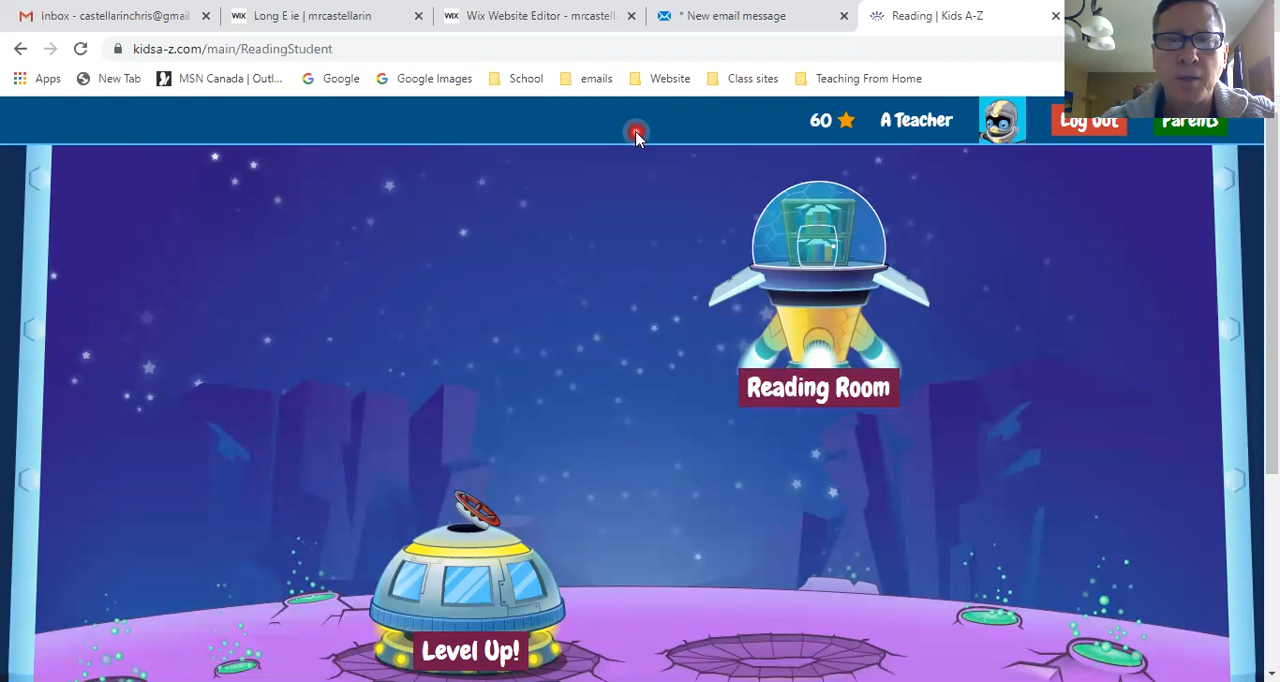 Inbox - castellarinchris@gmail
Long E ie | mrcastellarin
Wix Website Editor - mrcastell
* New email message
Reading | Kids A-Z
kidsa-z.com/main/ReadingStudent
Apps
New Tab
MSN Canada | Outl...
Google
Google Images
School
emails
Website
Class sites
Teaching From Home
60
A Teacher
Log Out
Parents
Reading Room
Level Up!